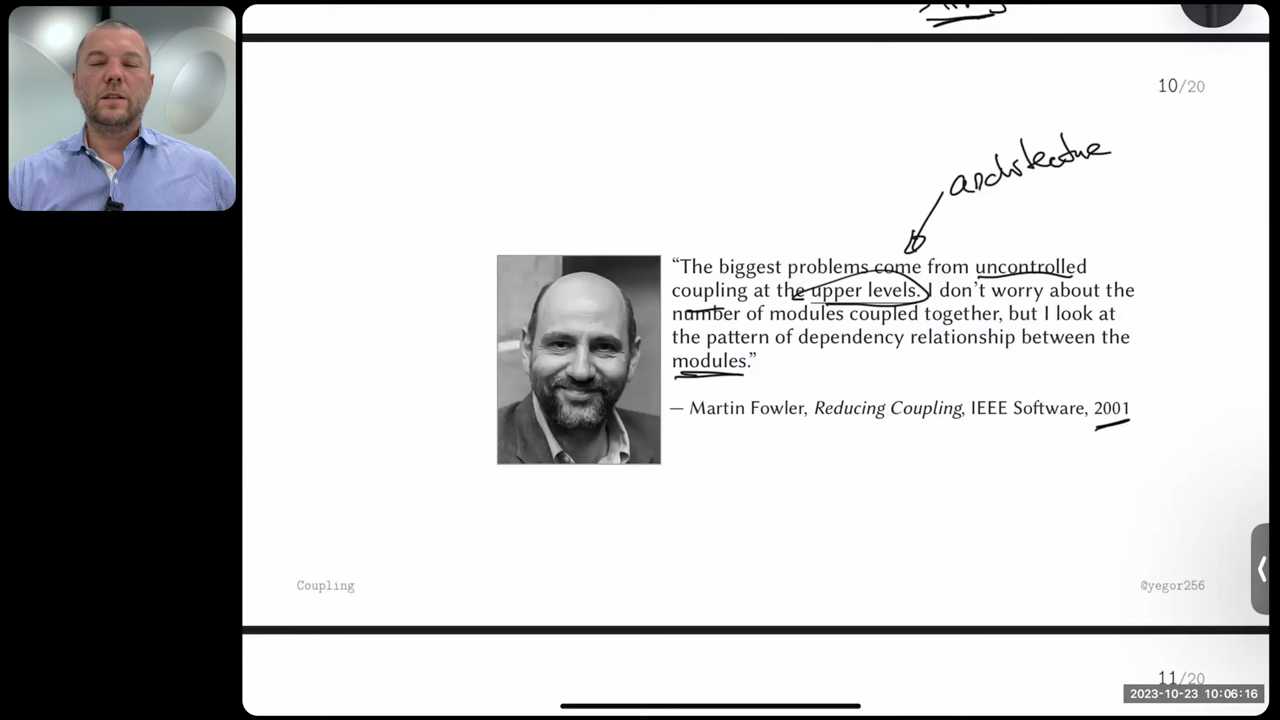 10/20
architecture
“The biggest problems come from uncontrolled
coupling at the upper levels. I don’t worry about the
number of modules coupled together, but I look at
the pattern of dependency relationship between the
modules.”
— Martin Fowler, Reducing Coupling, IEEE Software, 2001
Coupling
@yegor256
11/20
2023-10-23 10:06:16